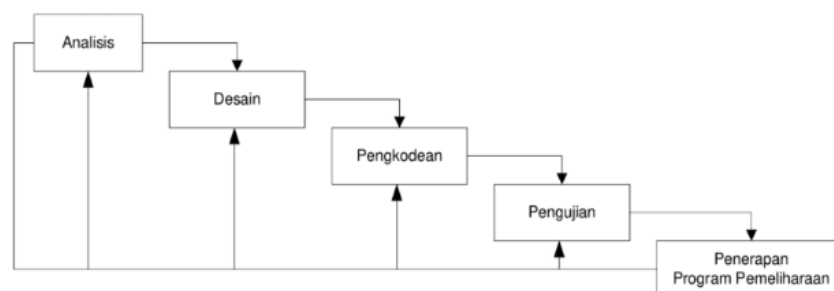 Analisis
Desain
Pengkodean
Pengujian
Penerapan
Program Pemeliharaan